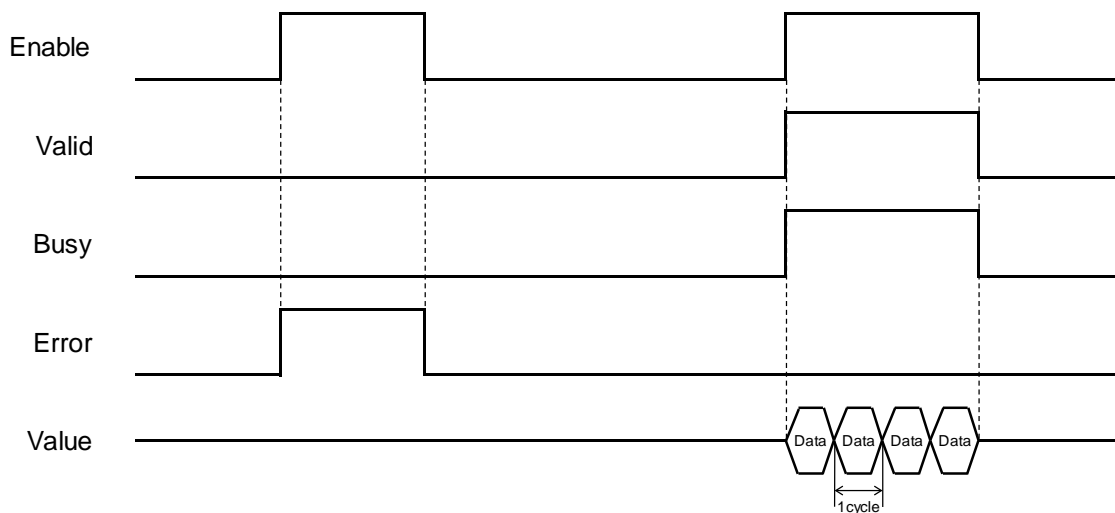 Enable
Valid
Busy
Error
Value
Data Data Data Data
1cycle